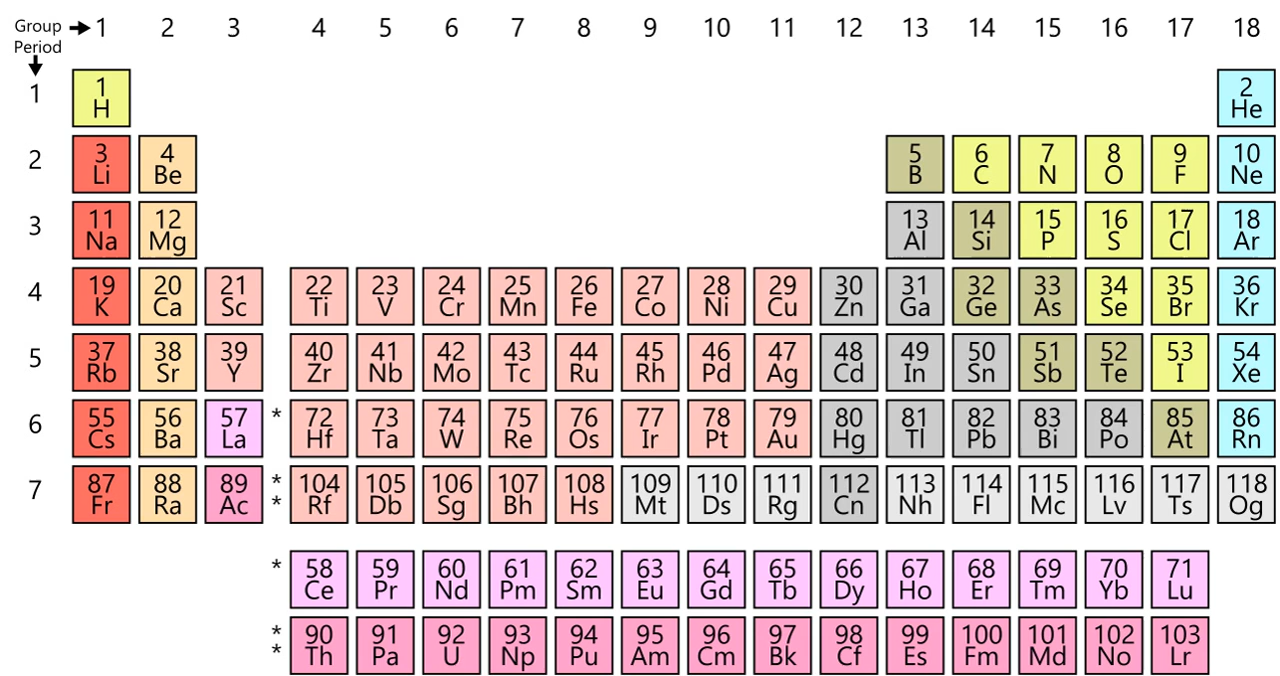 Group → 1 2 3 4 5 6 7 8 9 10 11 12 13 14 15 16 17 18
Period
↓
1 1 2
H He
2 3 4 5 6 7 8 9 10
Li Be B C N O F Ne
3 11 12 13 14 15 16 17 18
Na Mg Al Si P S Cl Ar
4 19 20 21 22 23 24 25 26 27 28 29 30 31 32 33 34 35 36
K Ca Sc Ti V Cr Mn Fe Co Ni Cu Zn Ga Ge As Se Br Kr
5 37 38 39 40 41 42 43 44 45 46 47 48 49 50 51 52 53 54
Rb Sr Y Zr Nb Mo Tc Ru Rh Pd Ag Cd In Sn Sb Te I Xe
6 55 56 57 * 72 73 74 75 76 77 78 79 80 81 82 83 84 85 86
Cs Ba La Hf Ta W Re Os Ir Pt Au Hg Tl Pb Bi Po At Rn
7 87 88 89 * 104 105 106 107 108 109 110 111 112 113 114 115 116 117 118
Fr Ra Ac * Rf Db Sg Bh Hs Mt Ds Rg Cn Nh Fl Mc Lv Ts Og
* 58 59 60 61 62 63 64 65 66 67 68 69 70 71
Ce Pr Nd Pm Sm Eu Gd Tb Dy Ho Er Tm Yb Lu
* 90 91 92 93 94 95 96 97 98 99 100 101 102 103
* Th Pa U Np Pu Am Cm Bk Cf Es Fm Md No Lr